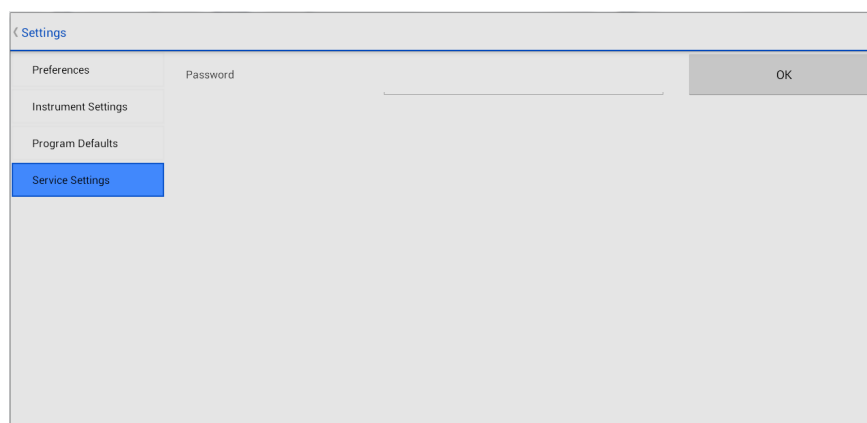 《 Settings
Preferences
Password
OK
Instrument Settings
Program Defaults
Service Settings